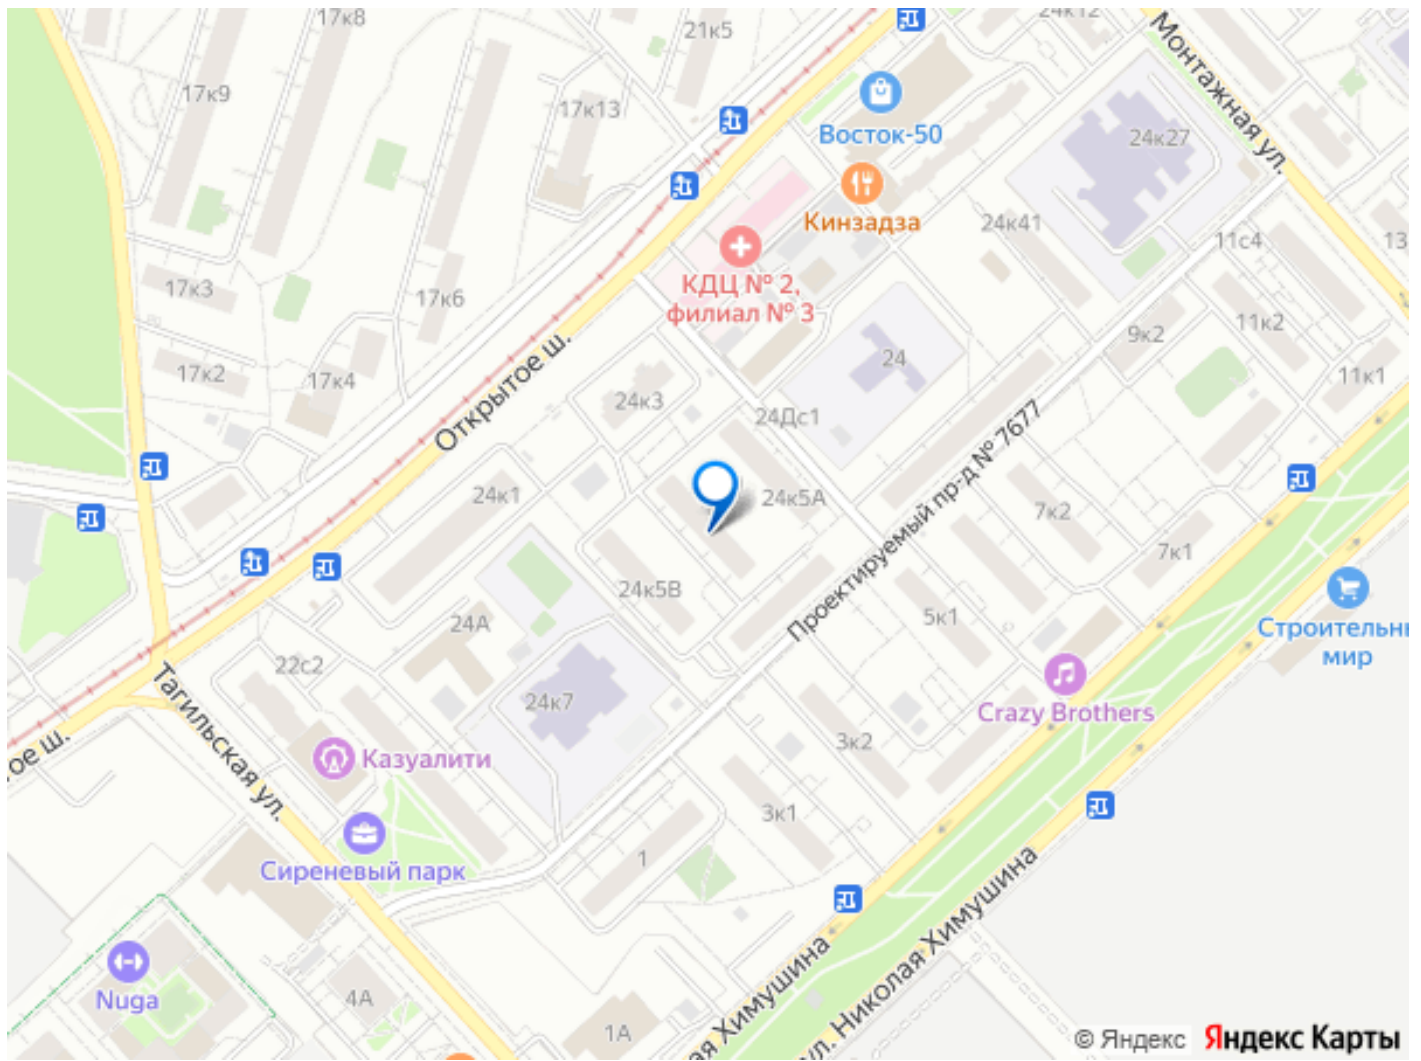 17к8
21к5
24к12
Монтажная ул.
17к9
17к13
Восток-50
24к27
Кинзадза
24к41
11с4
13
КДЦ № 2,
филиал № 3
17к3
17к6
11к2
9к2
Открытое ш.
24
17к2
17к4
11к1
24к3
24Дс1
Проектируемый пр-д № 7677
24к1
24к5А
7к2
7к1
24к5В
24А
5к1
Строительны
мир
22с2
24к7
Тагильская ул.
Crazy Brothers
ое ш.
3к2
Казуалити
3к1
Сиреневый парк
1
ул. Николая Химушина
ая Химушина
Nuga
4А
1А
© Яндекс Яндекс Карты